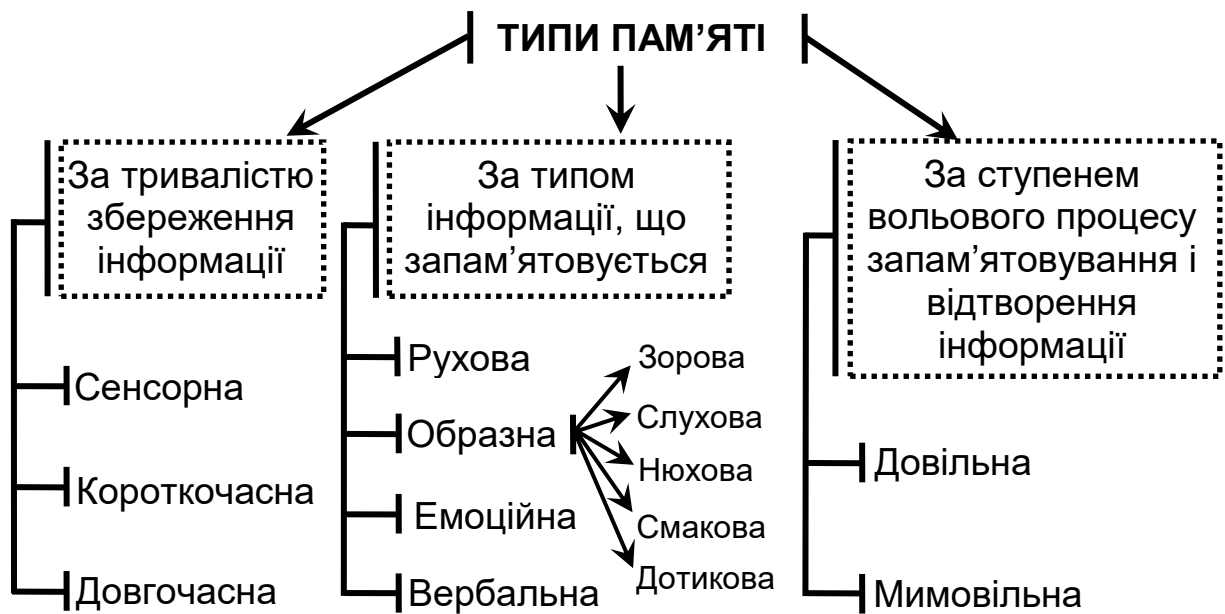 ТИПИ ПАМ’ЯТІ
За тривалістю
збереження
інформації
Сенсорна
Короткочасна
Довгочасна
За типом
інформації, що
запам’ятовується
Рухова
Образна
Зорова
Слухова
Нюхова
Смакова
Дотикова
Емоційна
Вербальна
За ступенем
вольового процесу
запам’ятовування і
відтворення
інформації
Довільна
Мимовільна